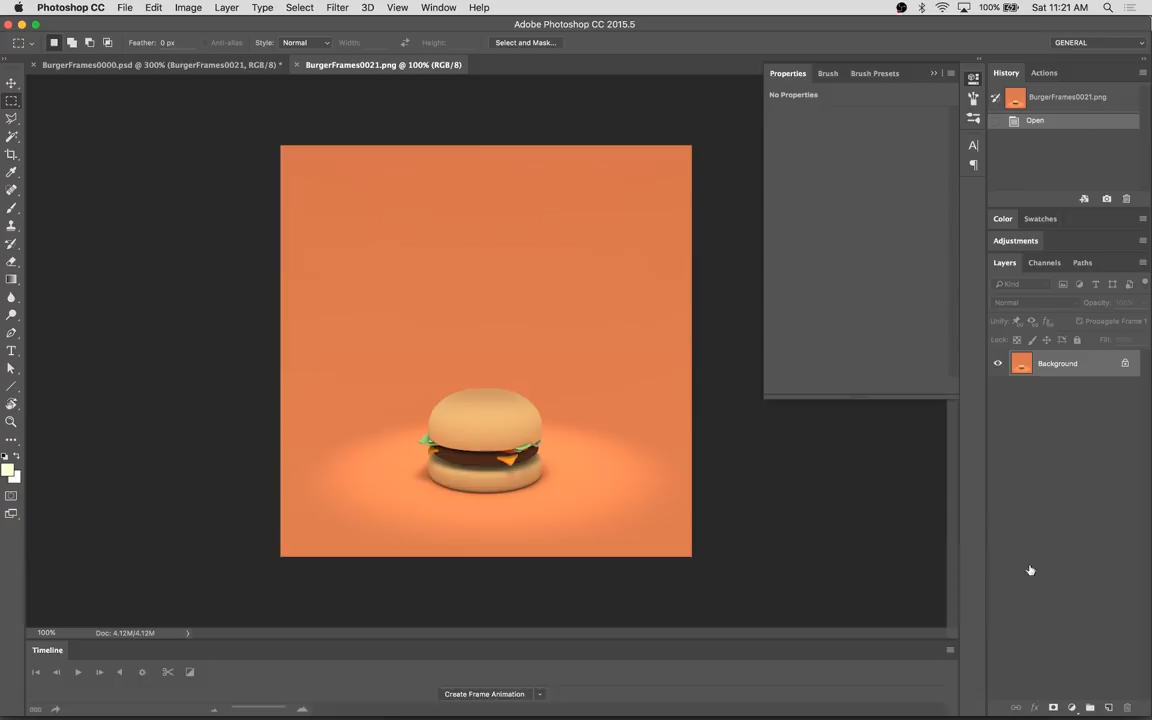 Photoshop CC File Edit Image Layer Type Select Filter 3D View Window Help 100% Sat 11:21 AM
Adobe Photoshop CC 2015.5
Feather: 0 px Anti-alias Style: Normal Width: Height: Select and Mask... GENERAL
BurgerFrames0000.psd @ 300% (BurgerFrames0021, RGB/8) * BurgerFrames0021.png @ 100% (RGB/8)
Properties Brush Brush Presets
No Properties
History Actions
BurgerFrames0021.png
Open
Color Swatches
Adjustments
Layers Channels Paths
Kind
Normal Opacity: 100%
Unify: Propagate Frame 1
Lock: Fill:
Background
100% Doc: 4.12M/4.12M
Timeline
Create Frame Animation